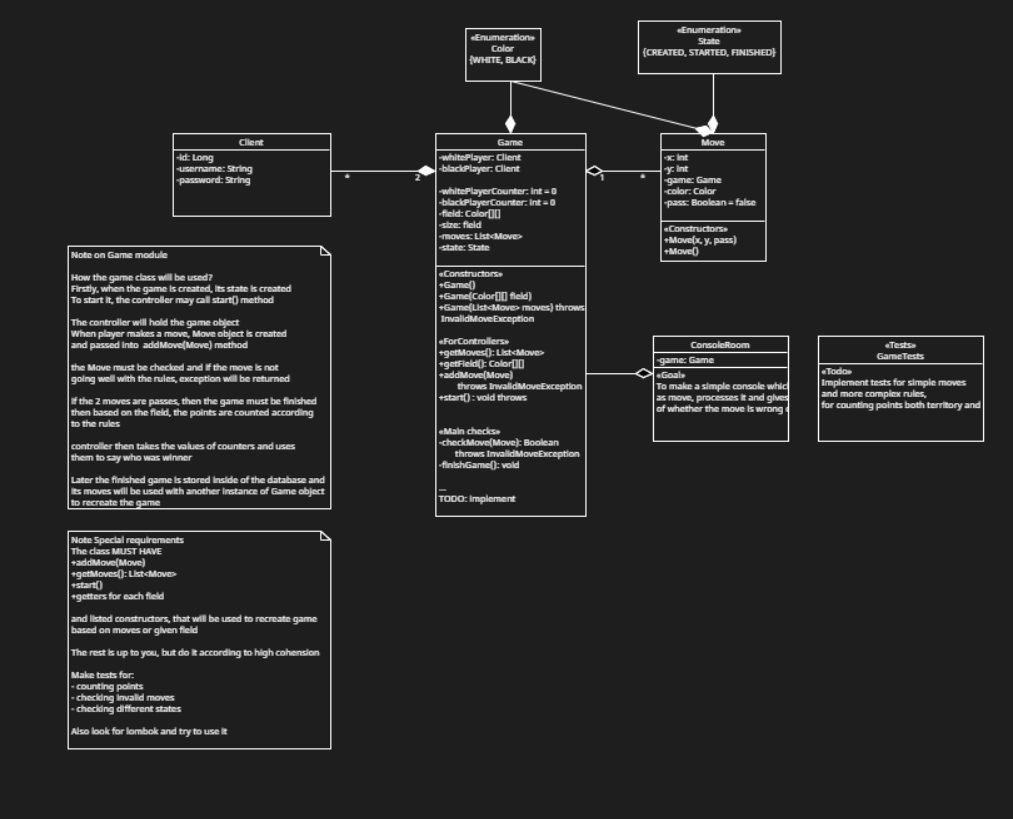 «Enumeration»
Color
{WHITE, BLACK}
«Enumeration»
State
{CREATED, STARTED, FINISHED}
Client
-id: Long
-username: String
-password: String
*
2
Game
-whitePlayer: Client
-blackPlayer: Client
-whitePlayerCounter: int = 0
-blackPlayerCounter: int = 0
-field: Color[][]
-size: field
-moves: List<Move>
-state: State
«Constructors»
+Game()
+Game(Color[][] field)
+Game(List<Move> moves) throws
InvalidMoveException
«ForControllers»
+getMoves(): List<Move>
+getField(): Color[][]
+addMove(Move)
throws InvalidMoveException
+start() : void throws
«Main checks»
-checkMove(Move): Boolean
throws InvalidMoveException
-finishGame(): void
...
TODO: implement
1
*
Move
-x: int
-y: int
-game: Game
-color: Color
-pass: Boolean = false
«Constructors»
+Move(x, y, pass)
+Move()
Note on Game module
How the game class will be used?
Firstly, when the game is created, its state is created
To start it, the controller may call start() method
The controller will hold the game object
When player makes a move, Move object is created
and passed into addMove(Move) method
the Move must be checked and if the move is not
going well with the rules, exception will be returned
if the 2 moves are passes, then the game must be finished
then based on the field, the points are counted according
to the rules
controller then takes the values of counters and uses
them to say who was winner
Later the finished game is stored inside of the database and
its moves will be used with another instance of Game object
to recreate the game
ConsoleRoom
-game: Game
«Goal»
To make a simple console which
as move, processes it and gives
of whether the move is wrong
«Tests»
GameTests
«Todo»
Implement tests for simple moves
and more complex rules,
for counting points both territory and
Note Special requirements
The class MUST HAVE
+addMove(Move)
+getMoves(): List<Move>
+start()
+getters for each field
and listed constructors, that will be used to recreate game
based on moves or given field
The rest is up to you, but do it according to high cohension
Make tests for:
- counting points
- checking invalid moves
- checking different states
Also look for lombok and try to use it